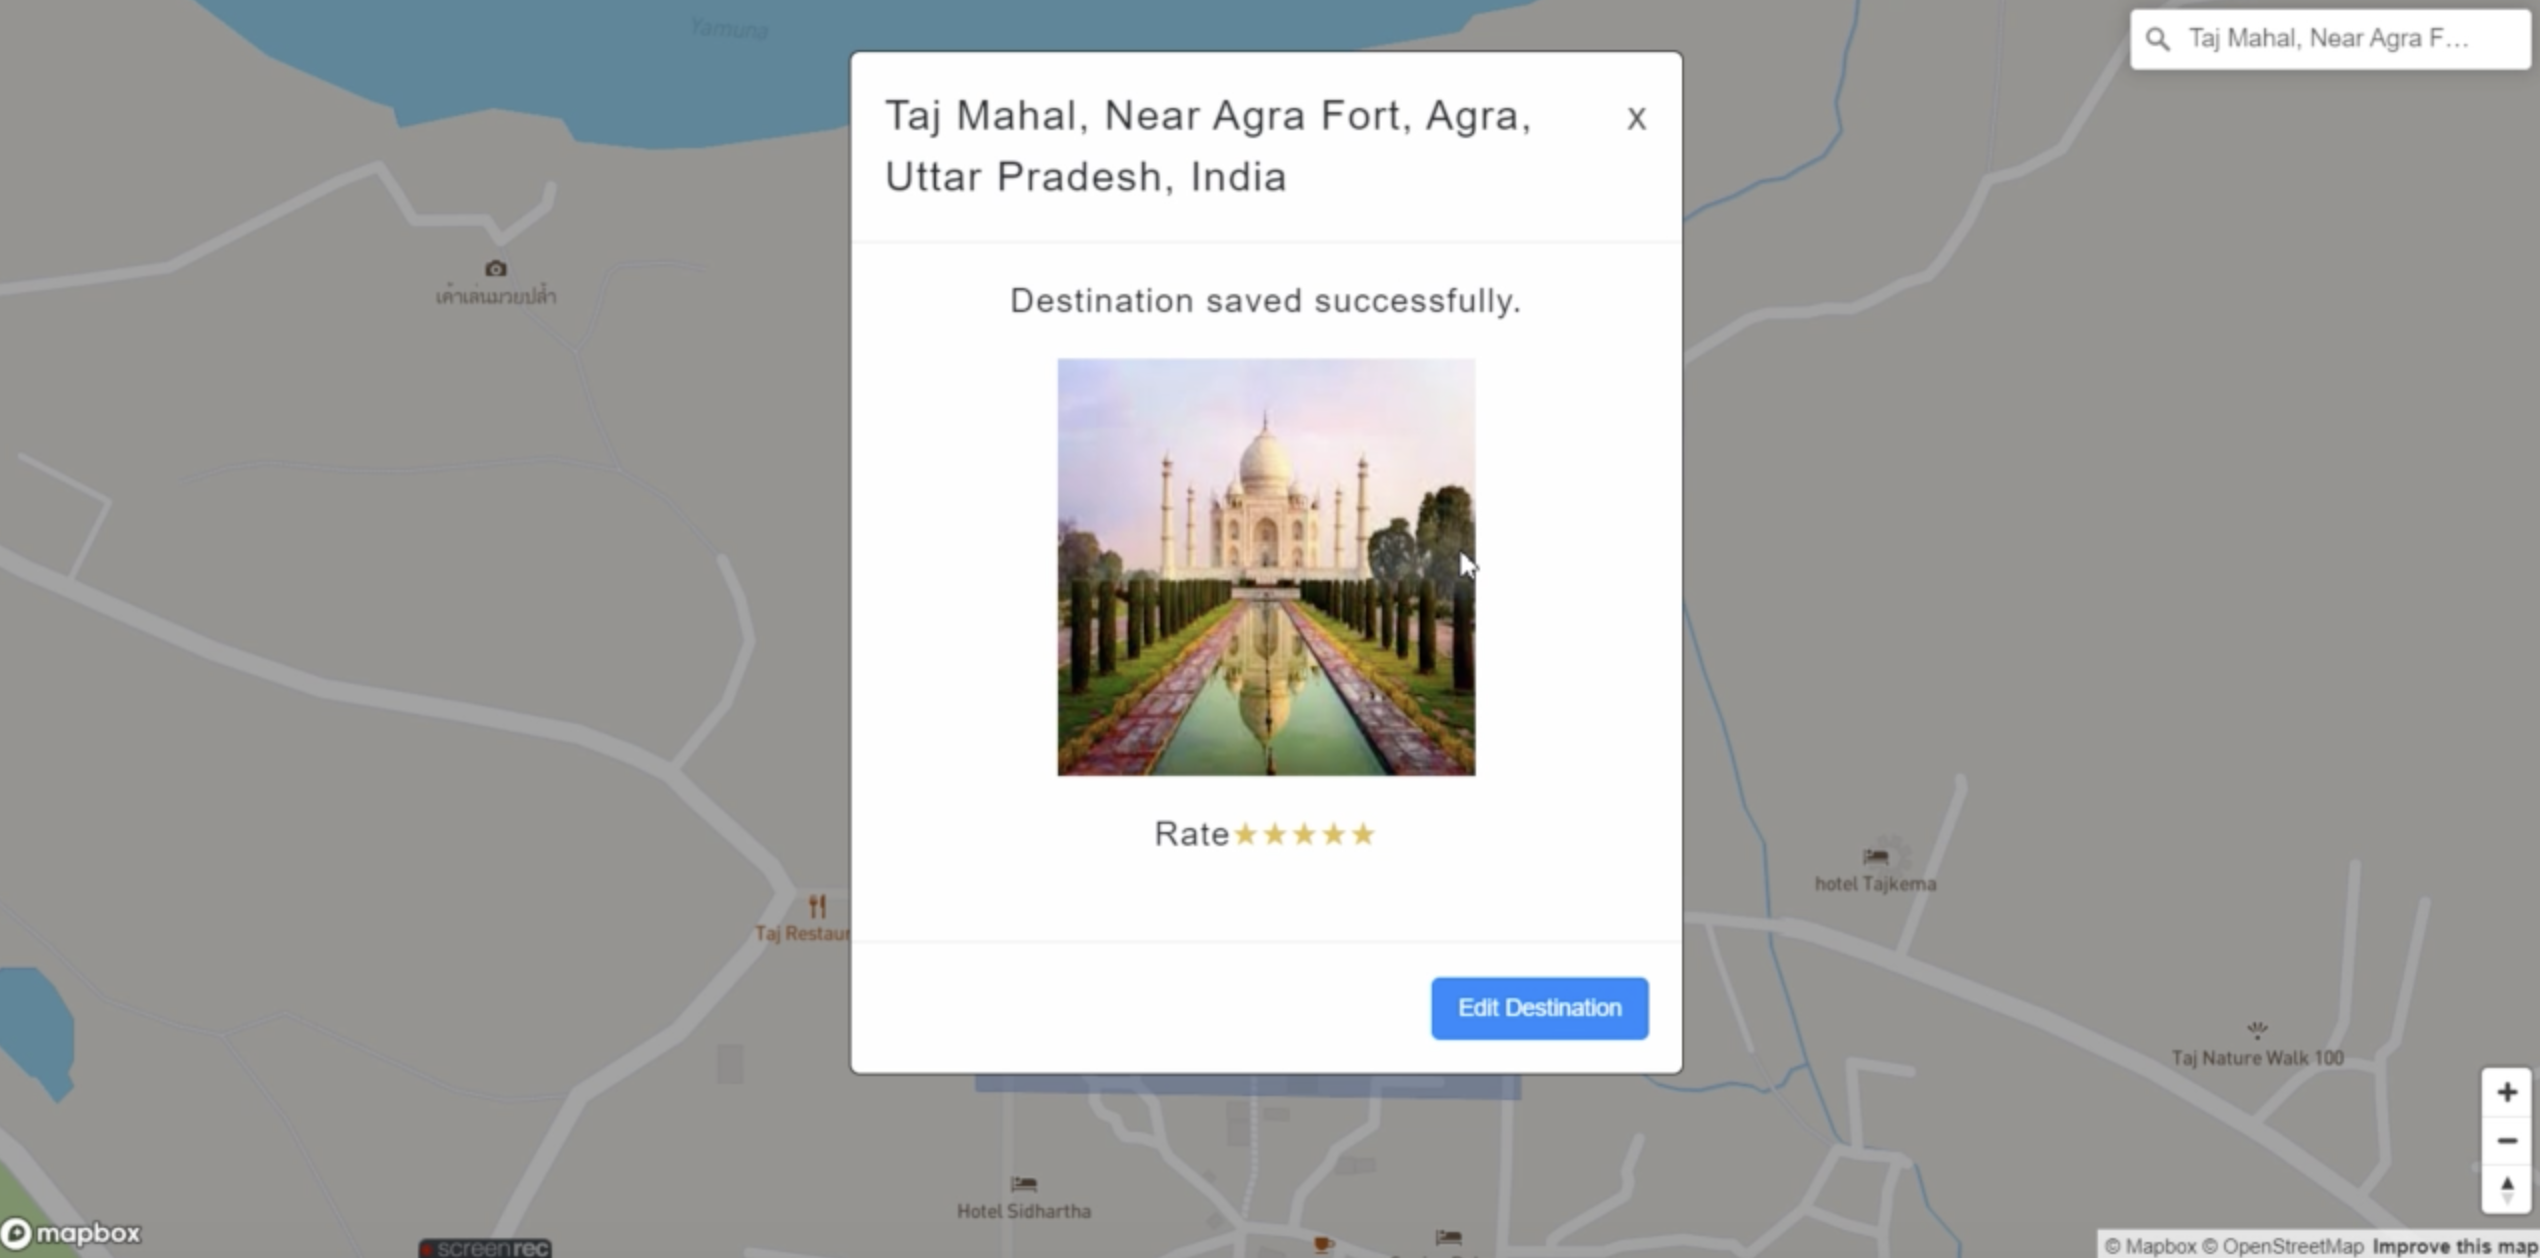 Yamuna
Taj Mahal, Near Agra F...
Taj Mahal, Near Agra Fort, Agra,
Uttar Pradesh, India
X
Destination saved successfully.
เค้าเล่นมวยปล้ำ
Rate
hotel Tajkema
Taj Restaur
Edit Destination
Taj Nature Walk 100
Hotel Sidhartha
mapbox
screenrec
© Mapbox © OpenStreetMap Improve this map